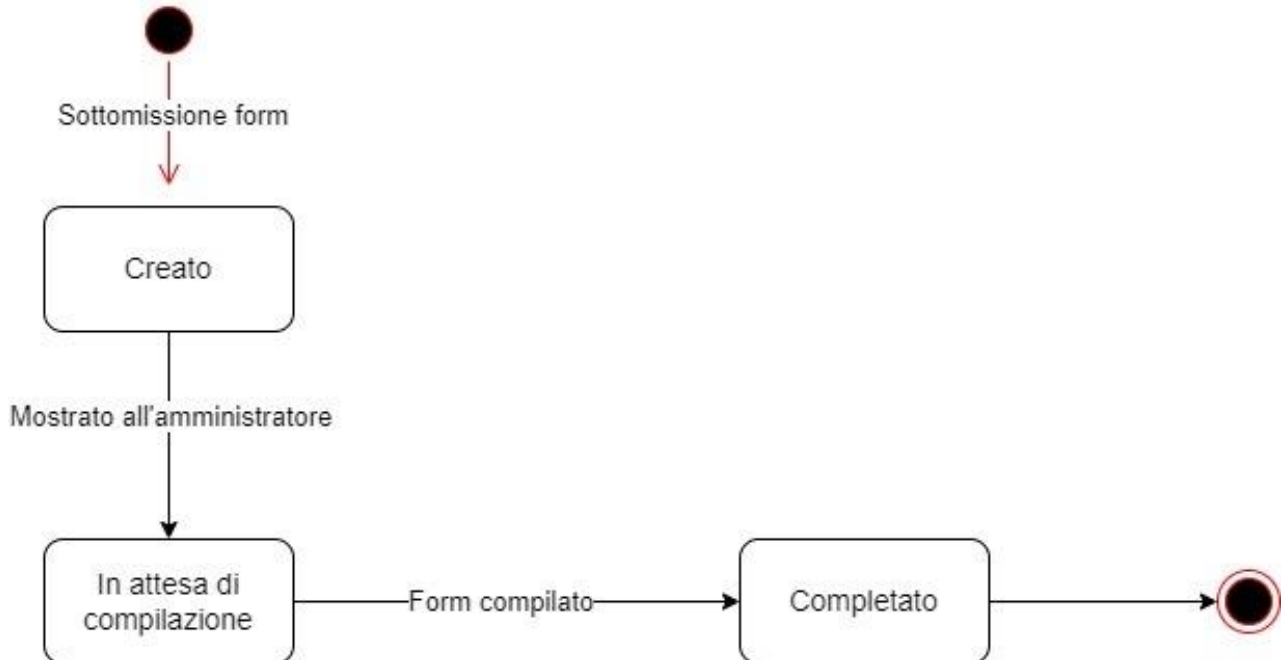 Sottomissione form
Creato
Mostrato all'amministratore
In attesa di
compilazione
Form compilato
Completato